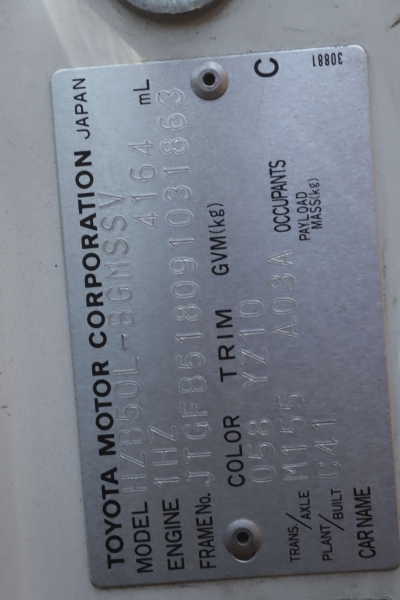 TOYOTA MOTOR CORPORATION JAPAN
MODEL HZB50L-BGMSSV
ENGINE 1HZ 4164 mL
FRAME No. JTGFB518091031863
COLOR TRIM GVM(kg)
058 YZ10
TRANS/AXLE M155 A03A OCCUPANTS
PLANT/BUILT C41 PAYLOAD MASS(kg)
CAR NAME
C
30881